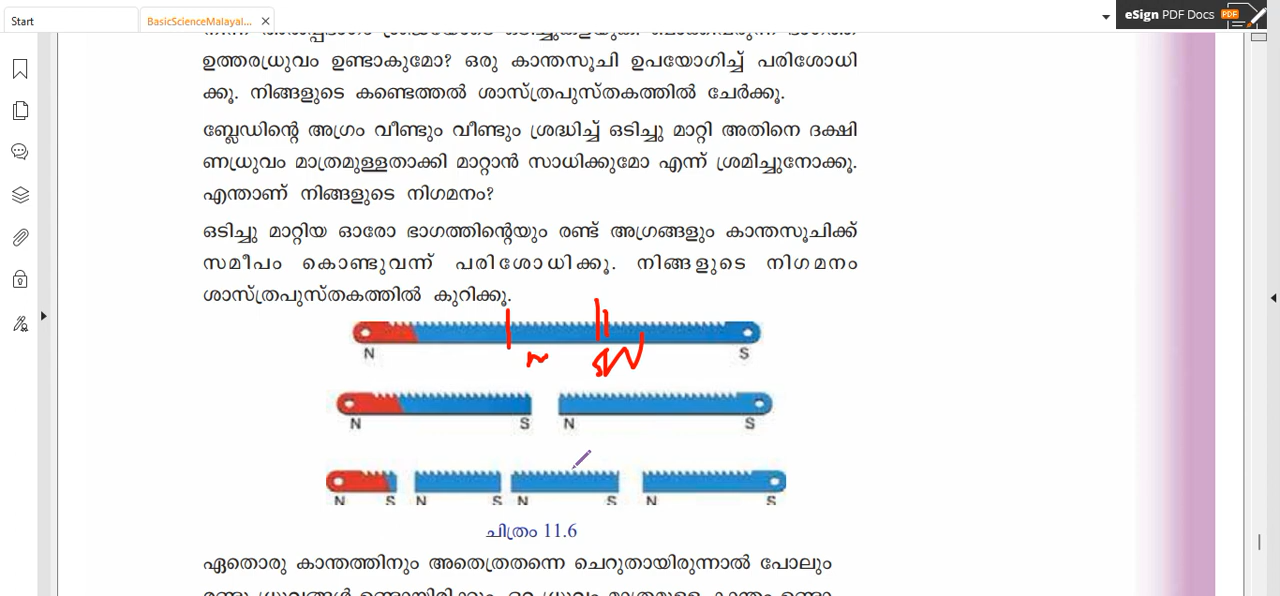 Start
BasicScienceMalayal...
eSign PDF Docs
PDF
ഉത്തരധ്രുവം ഉണ്ടാകുമോ? ഒരു കാന്തസൂചി ഉപയോഗിച്ച് പരിശോധി
ക്കൂ. നിങ്ങളുടെ കണ്ടെത്തൽ ശാസ്ത്രപുസ്തകത്തിൽ ചേർക്കൂ.
ബ്ലേഡിന്റെ അഗ്രം വീണ്ടും വീണ്ടും ശ്രദ്ധിച്ച് ഒടിച്ചു മാറ്റി അതിനെ ദക്ഷി
ണധ്രുവം മാത്രമുള്ളതാക്കി മാറ്റാൻ സാധിക്കുമോ എന്ന് ശ്രമിച്ചുനോക്കൂ.
എന്താണ് നിങ്ങളുടെ നിഗമനം?
ഒടിച്ചു മാറ്റിയ ഓരോ ഭാഗത്തിന്റെയും രണ്ട് അഗ്രങ്ങളും കാന്തസൂചിക്ക്
സമീപം കൊണ്ടുവന്ന് പരിശോധിക്കൂ. നിങ്ങളുടെ നിഗമനം
ശാസ്ത്രപുസ്തകത്തിൽ കുറിക്കൂ.
N S
N S N S
N S N S N S N S
ചിത്രം 11.6
ഏതൊരു കാന്തത്തിനും അതെത്രതന്നെ ചെറുതായിരുന്നാൽ പോലും